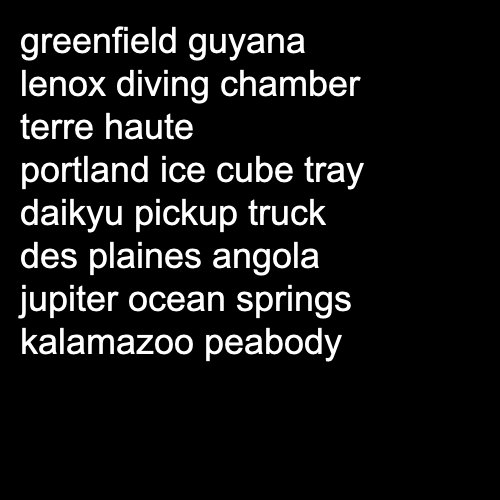 greenfield guyana
lenox diving chamber
terre haute
portland ice cube tray
daikyu pickup truck
des plaines angola
jupiter ocean springs
kalamazoo peabody